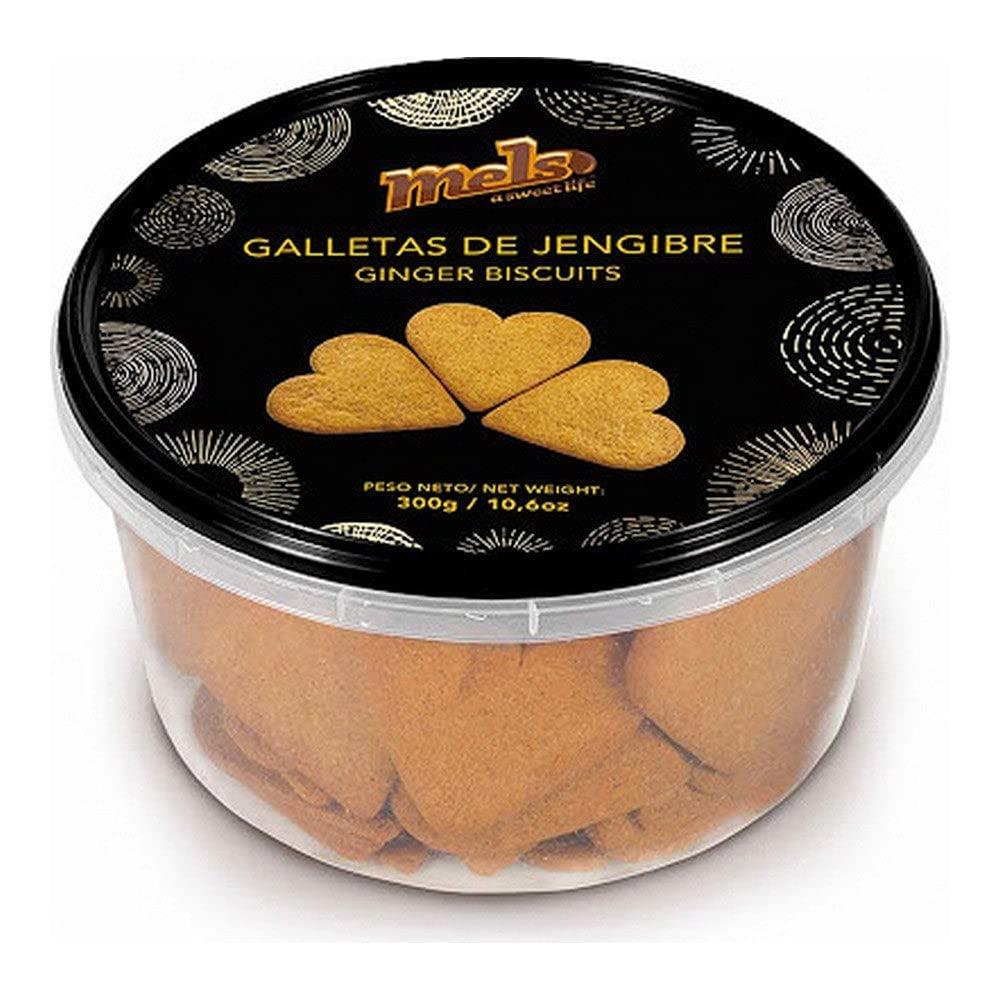 mels
a sweet life
GALLETAS DE JENGIBRE
GINGER BISCUITS
PESO NETO/ NET WEIGHT:
300g / 10,6oz